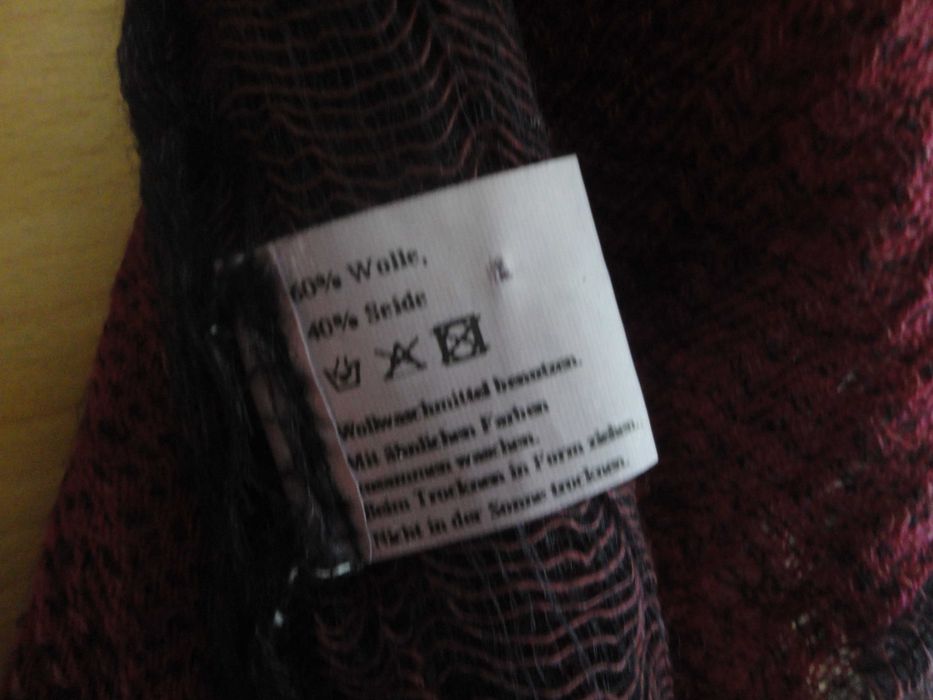 60% Wolle,
40% Seide
Wollwaschmittel benutzen.
Mit ähnlichen Farben
zusammen waschen.
Beim Trocknen in Form ziehen.
Nicht in der Sonne trocknen.